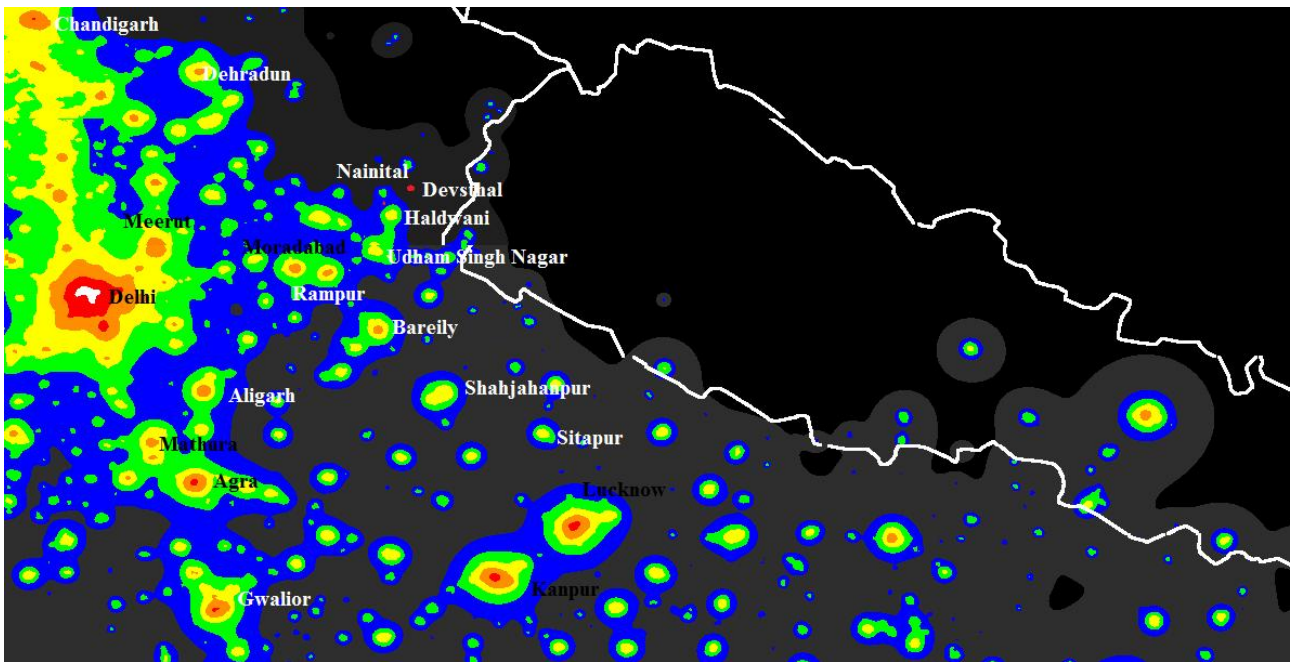 Chandigarh
Dehradun
Nainital
Devsthal
Meerut
Haldwani
Moradabad
Udham Singh Nagar
Delhi
Rampur
Bareily
Aligarh
Shahjahanpur
Mathura
Sitapur
Agra
Lucknow
Kanpur
Gwalior